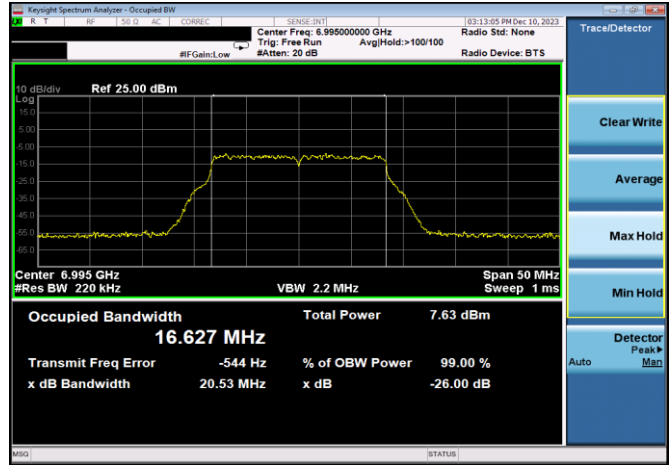 Keysight Spectrum Analyzer - Occupied BW
R T RF 50 Ω AC CORREC SENSE:INT 03:13:05 PM Dec 10, 2023
Center Freq: 6.995000000 GHz Radio Std: None
Trig: Free Run Avg|Hold:>100/100
#IFGain:Low #Atten: 20 dB Radio Device: BTS
Trace/Detector
10 dB/div Ref 25.00 dBm
Log
15.0
5.00
-5.00
-15.0
-25.0
-35.0
-45.0
-55.0
-65.0
Center 6.995 GHz Span 50 MHz
#Res BW 220 kHz VBW 2.2 MHz Sweep 1 ms
Occupied Bandwidth Total Power 7.63 dBm
16.627 MHz
Transmit Freq Error -544 Hz % of OBW Power 99.00 %
x dB Bandwidth 20.53 MHz x dB -26.00 dB
Clear Write
Average
Max Hold
Min Hold
Detector
Peak▶
Auto Man
MSG STATUS